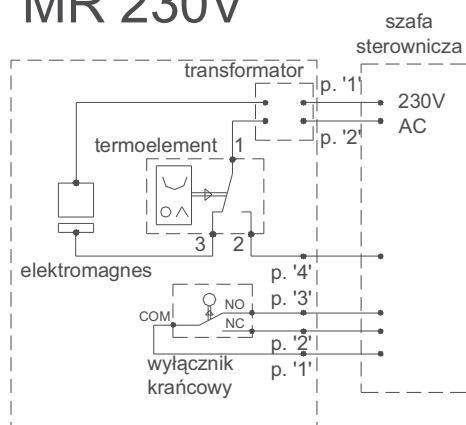 MR 230V
szafa
sterownicza
transformator
p. '1'
230V
p. '2'
AC
termoelement
1
3
2
elektromagnes
p. '4'
p. '3'
NO
COM
NC
p. '2'
wyłącznik
p. '1'
krańcowy